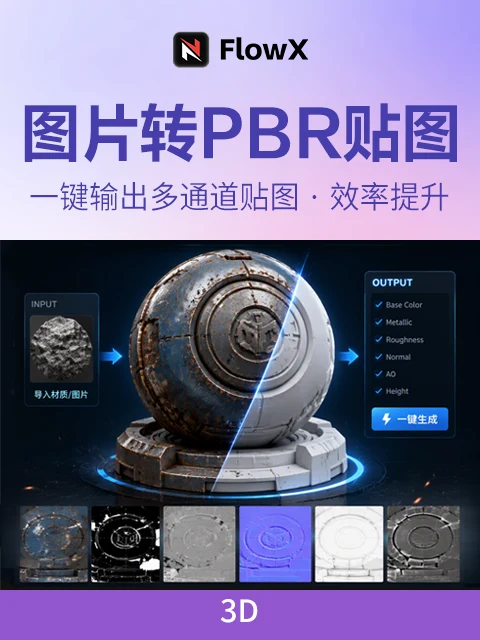 FlowX
图片转PBR贴图
一键输出多通道贴图 · 效率提升
INPUT
导入材质/图片
OUTPUT
Base Color
Metallic
Roughness
Normal
AO
Height
一键生成
3D